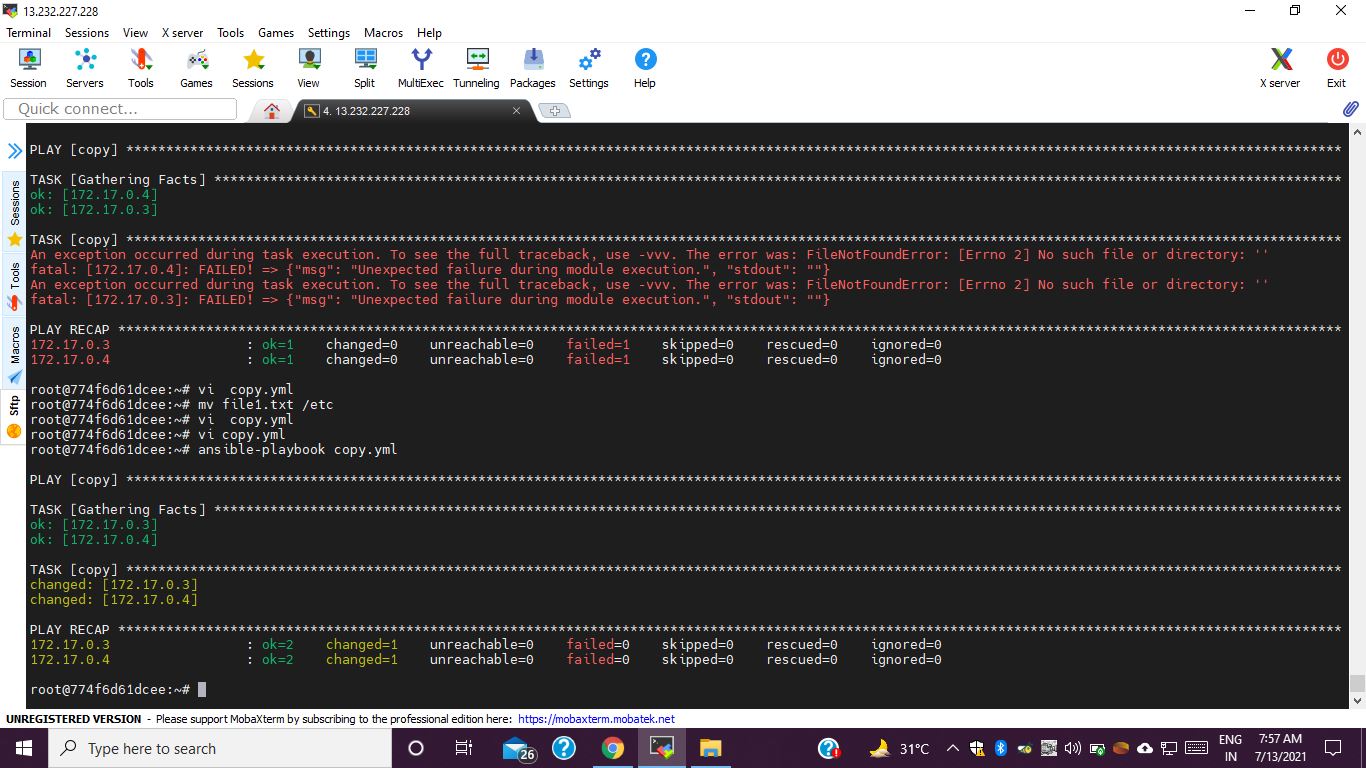 13.232.227.228
Terminal Sessions View X server Tools Games Settings Macros Help
Session Servers Tools Games Sessions View Split MultiExec Tunneling Packages Settings Help X server Exit
Quick connect... 4. 13.232.227.228
Sessions
Tools
Macros
Sftp
PLAY [copy] ****************************************************************************************************************************************************
TASK [Gathering Facts] *****************************************************************************************************************************************
ok: [172.17.0.4]
ok: [172.17.0.3]
TASK [copy] ****************************************************************************************************************************************************
An exception occurred during task execution. To see the full traceback, use -vvv. The error was: FileNotFoundError: [Errno 2] No such file or directory: ''
fatal: [172.17.0.4]: FAILED! => {"msg": "Unexpected failure during module execution.", "stdout": ""}
An exception occurred during task execution. To see the full traceback, use -vvv. The error was: FileNotFoundError: [Errno 2] No such file or directory: ''
fatal: [172.17.0.3]: FAILED! => {"msg": "Unexpected failure during module execution.", "stdout": ""}
PLAY RECAP *****************************************************************************************************************************************************
172.17.0.3 : ok=1 changed=0 unreachable=0 failed=1 skipped=0 rescued=0 ignored=0
172.17.0.4 : ok=1 changed=0 unreachable=0 failed=1 skipped=0 rescued=0 ignored=0
root@774f6d61dcee:~# vi  copy.yml
root@774f6d61dcee:~# mv file1.txt /etc
root@774f6d61dcee:~# vi  copy.yml
root@774f6d61dcee:~# vi copy.yml
root@774f6d61dcee:~# ansible-playbook copy.yml
PLAY [copy] ****************************************************************************************************************************************************
TASK [Gathering Facts] *****************************************************************************************************************************************
ok: [172.17.0.3]
ok: [172.17.0.4]
TASK [copy] ****************************************************************************************************************************************************
changed: [172.17.0.3]
changed: [172.17.0.4]
PLAY RECAP *****************************************************************************************************************************************************
172.17.0.3 : ok=2 changed=1 unreachable=0 failed=0 skipped=0 rescued=0 ignored=0
172.17.0.4 : ok=2 changed=1 unreachable=0 failed=0 skipped=0 rescued=0 ignored=0
root@774f6d61dcee:~#
UNREGISTERED VERSION - Please support MobaXterm by subscribing to the professional edition here: https://mobaxterm.mobatek.net
Type here to search 26 31°C ENG 7:57 AM
IN 7/13/2021